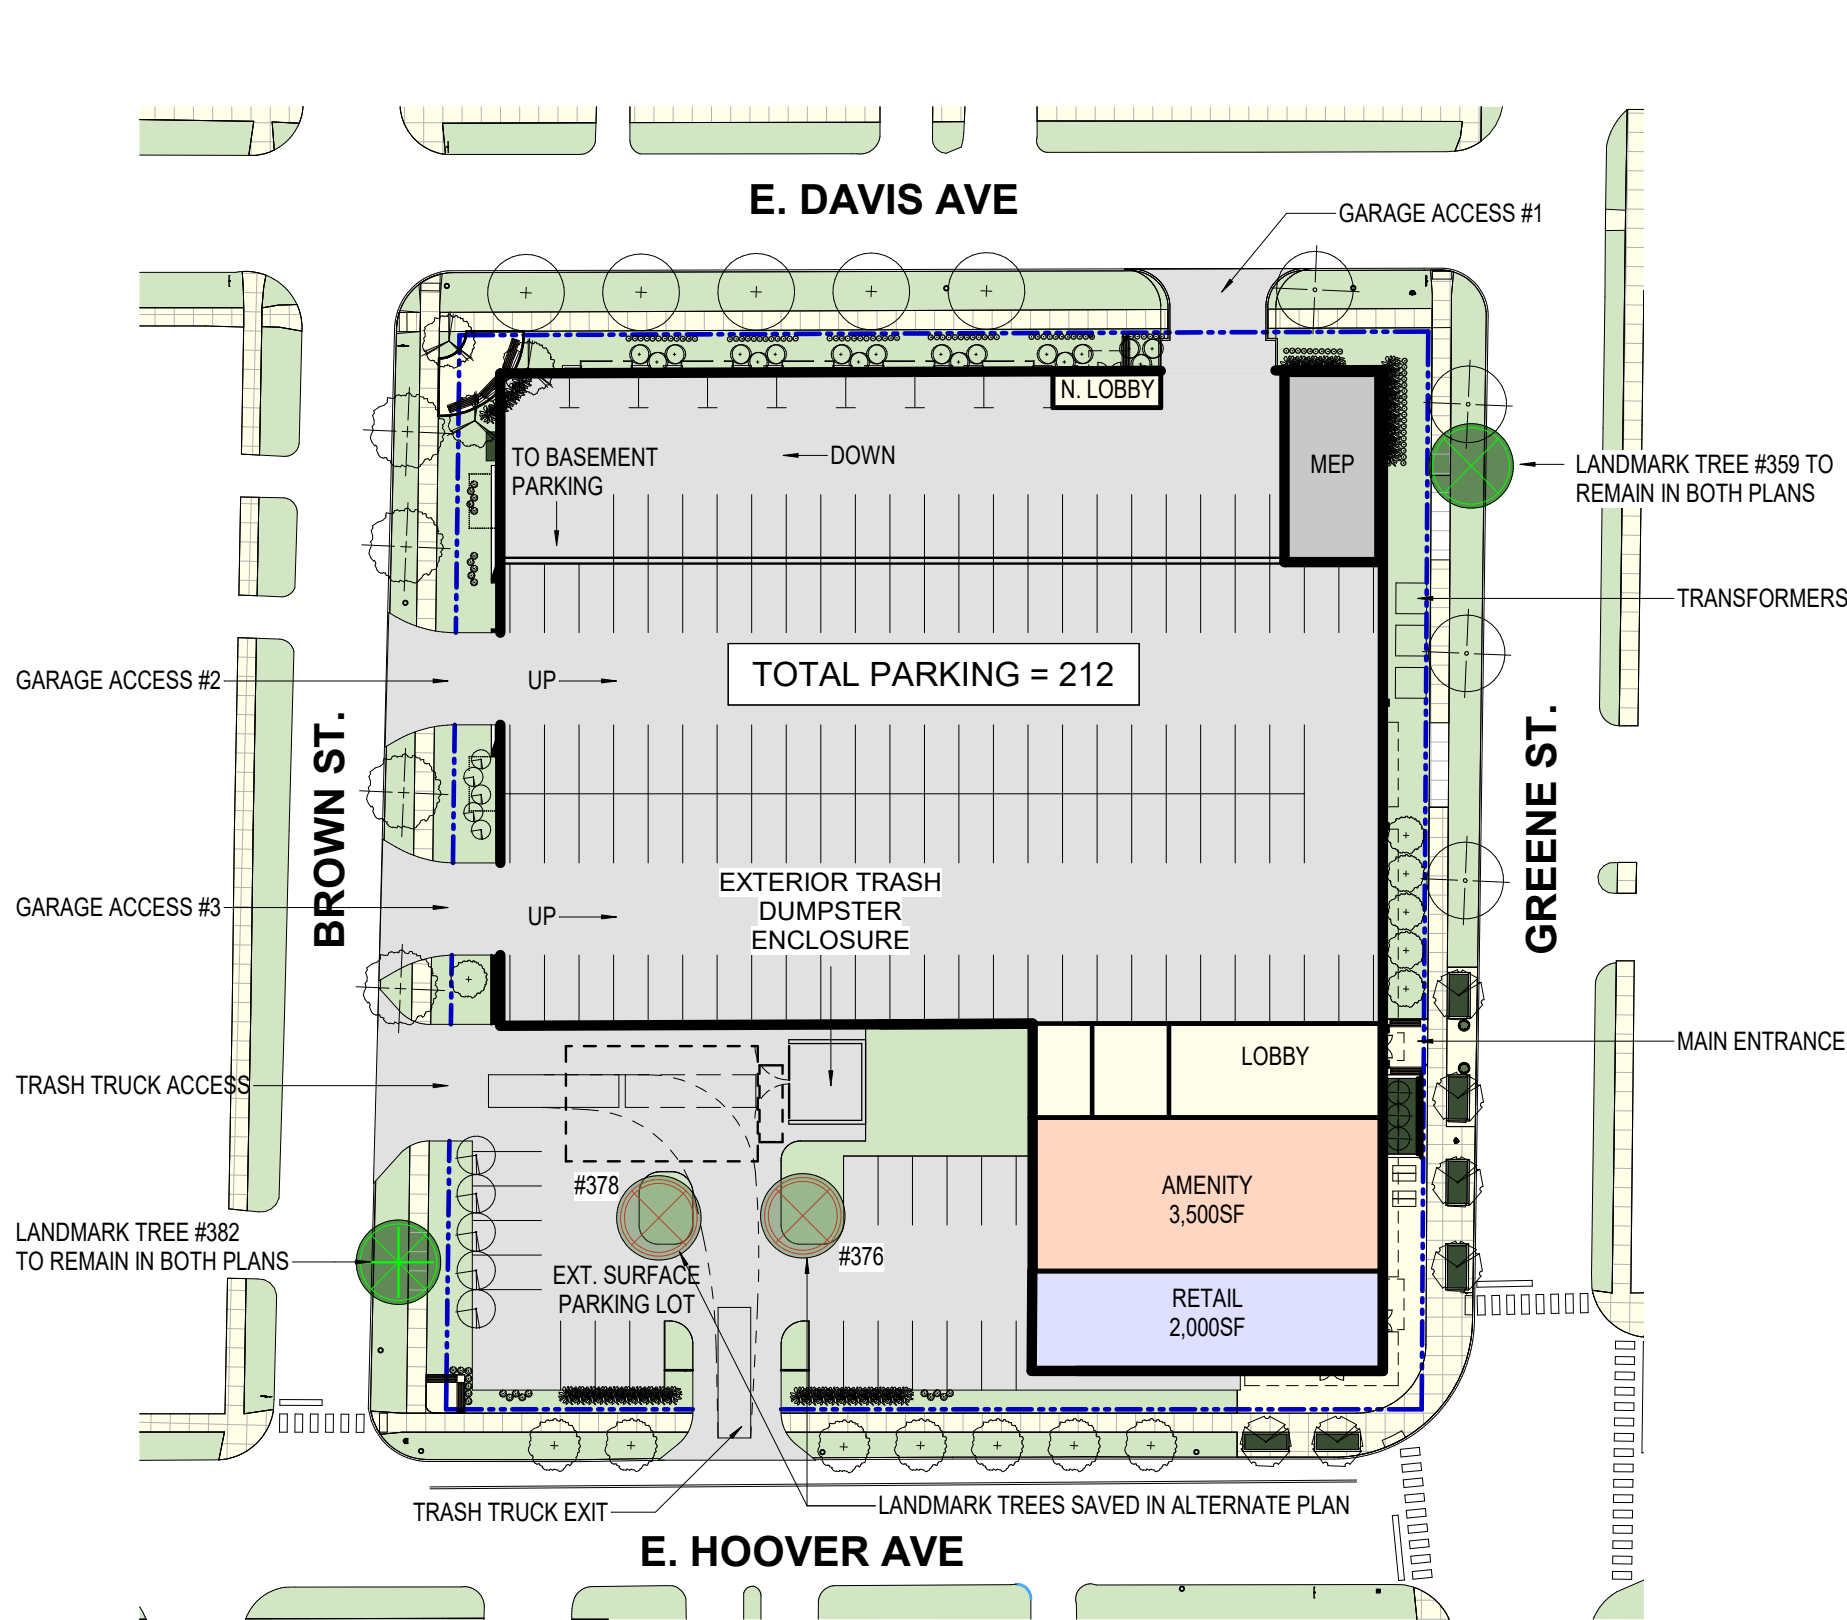 E. DAVIS AVE
GARAGE ACCESS #1
N. LOBBY
TO BASEMENT
PARKING
DOWN
MEP
LANDMARK TREE #359 TO
REMAIN IN BOTH PLANS
TRANSFORMERS
GARAGE ACCESS #2
UP
TOTAL PARKING = 212
BROWN ST.
GREENE ST.
GARAGE ACCESS #3
UP
EXTERIOR TRASH
DUMPSTER
ENCLOSURE
LOBBY
MAIN ENTRANCE
TRASH TRUCK ACCESS
#378
AMENITY
3,500SF
LANDMARK TREE #382
TO REMAIN IN BOTH PLANS
#376
EXT. SURFACE
PARKING LOT
RETAIL
2,000SF
TRASH TRUCK EXIT
LANDMARK TREES SAVED IN ALTERNATE PLAN
E. HOOVER AVE